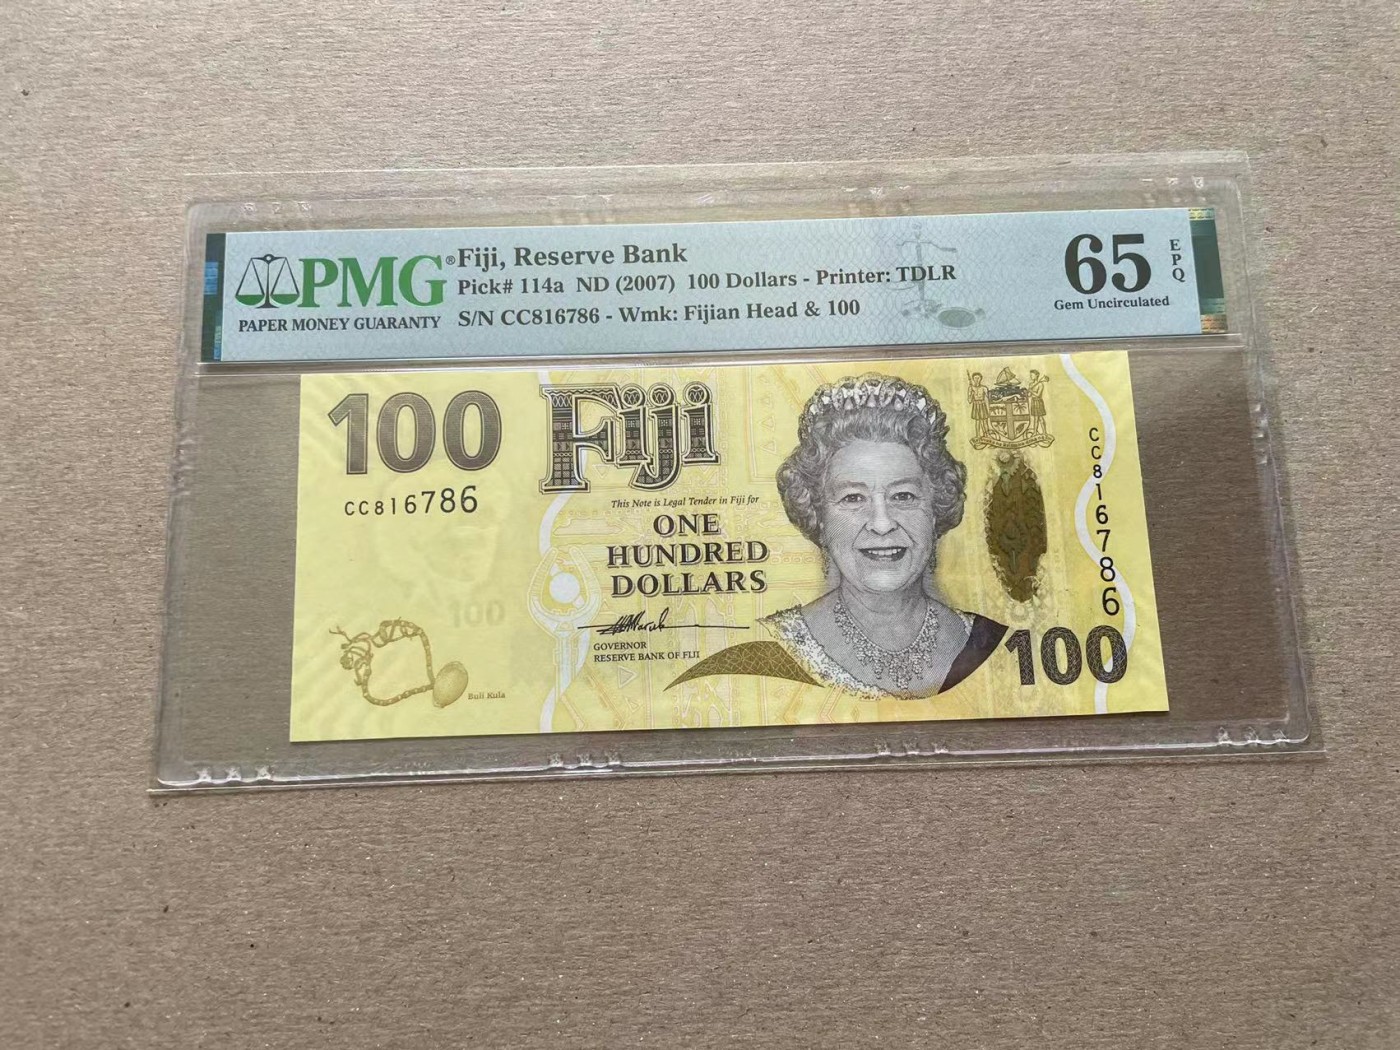 PMG®
PAPER MONEY GUARANTY
Fiji, Reserve Bank
Pick# 114a ND (2007) 100 Dollars - Printer: TDLR
S/N CC816786 - Wmk: Fijian Head & 100
65
EPQ
Gem Uncirculated
100
CC816786
Fiji
This Note is Legal Tender in Fiji for
ONE
HUNDRED
DOLLARS
GOVERNOR
RESERVE BANK OF FIJI
100
Buli Kula
CC816786
100